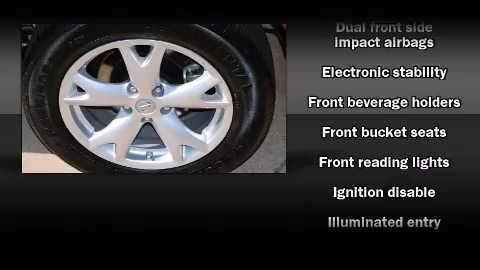 Dual front side
impact airbags
Electronic stability
Front beverage holders
Front bucket seats
Front reading lights
Ignition disable
Illuminated entry